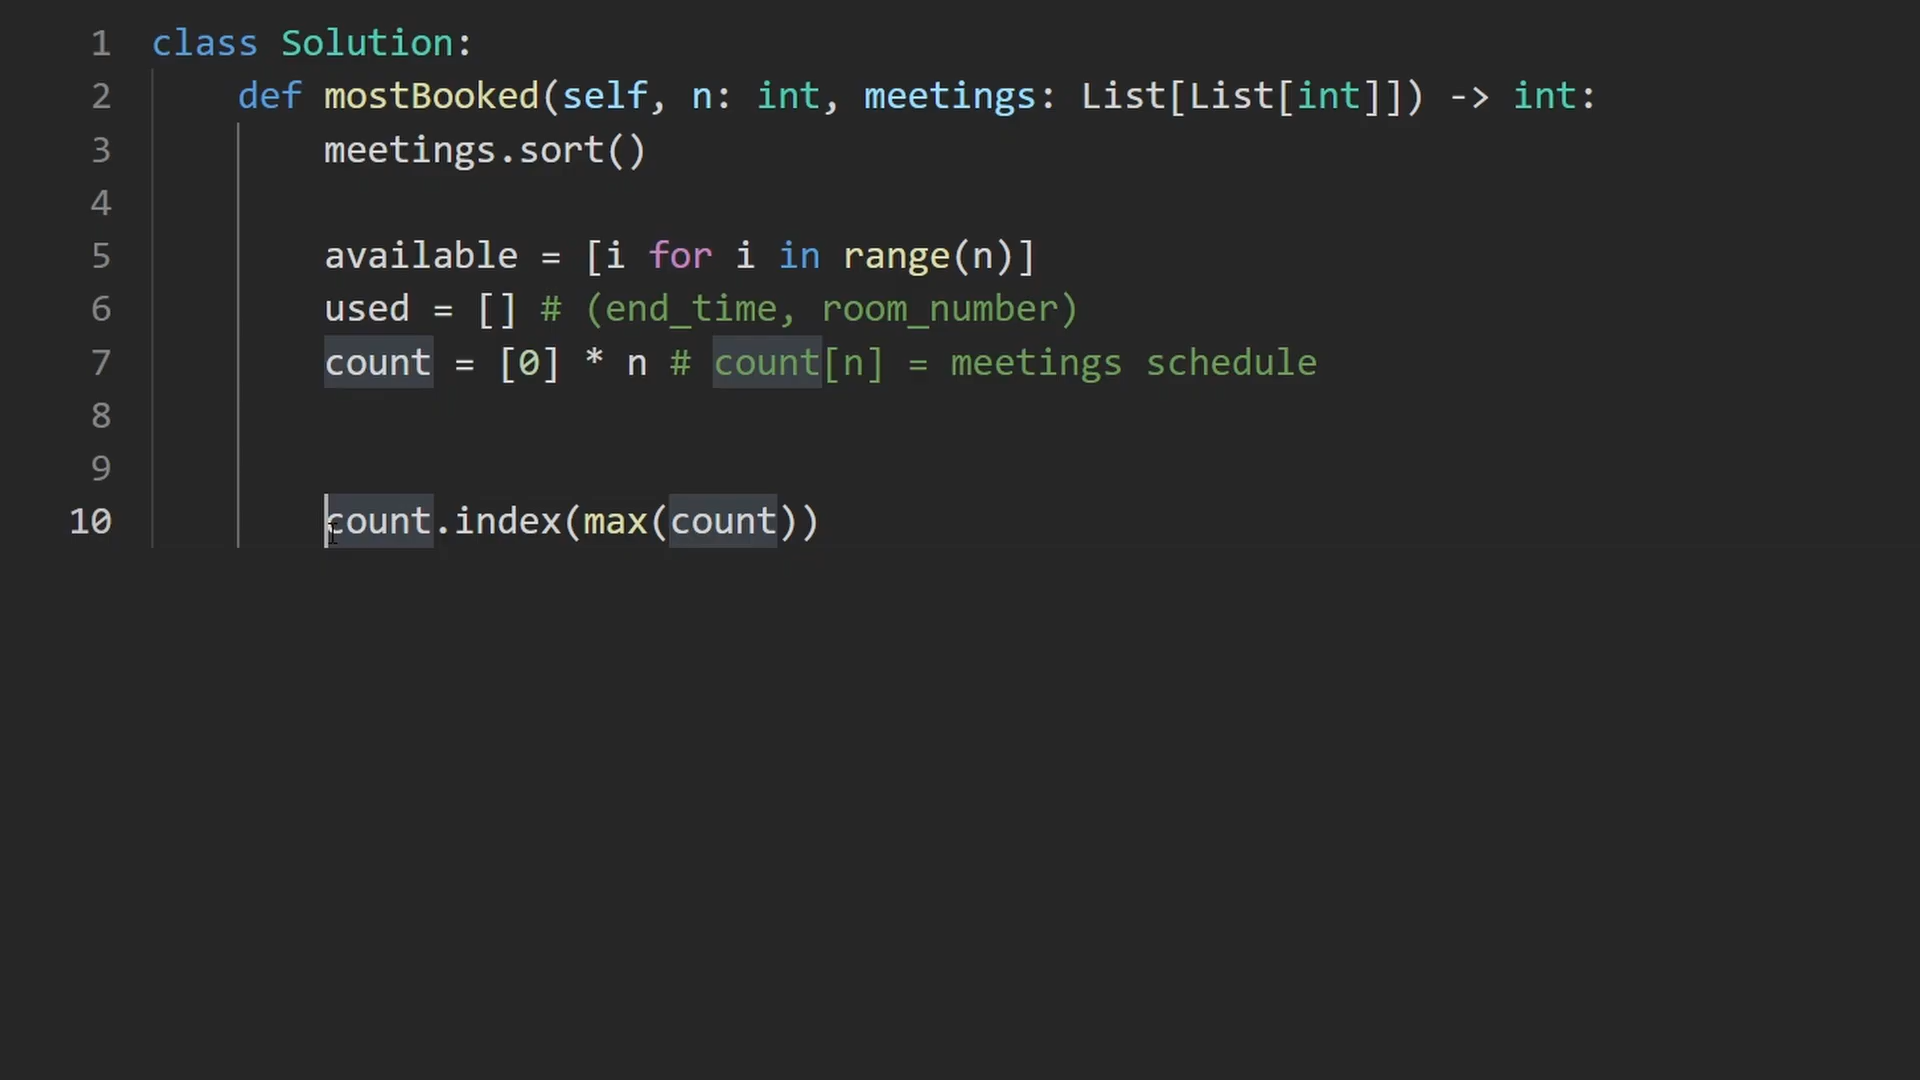 1 class Solution:
2 def mostBooked(self, n: int, meetings: List[List[int]]) -> int:
3 meetings.sort()
4
5 available = [i for i in range(n)]
6 used = [] # (end_time, room_number)
7 count = [0] * n # count[n] = meetings schedule
8
9
10 count.index(max(count))